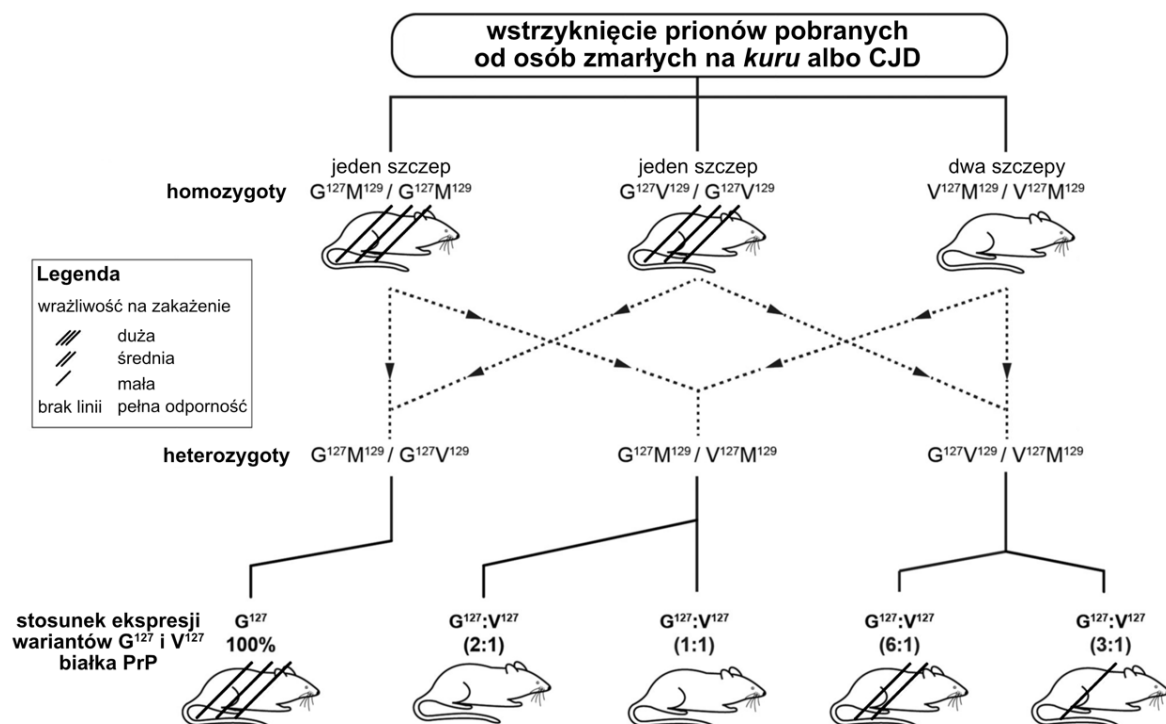 wstrzyknięcie prionów pobranych
od osób zmarłych na kuru albo CJD
jeden szczep jeden szczep dwa szczepy
homozygoty G¹²⁷M¹²⁹ / G¹²⁷M¹²⁹ G¹²⁷V¹²⁹ / G¹²⁷V¹²⁹ V¹²⁷M¹²⁹ / V¹²⁷M¹²⁹
Legenda
wrażliwość na zakażenie
duża
średnia
mała
brak linii pełna odporność
heterozygoty G¹²⁷M¹²⁹ / G¹²⁷V¹²⁹ G¹²⁷M¹²⁹ / V¹²⁷M¹²⁹ G¹²⁷V¹²⁹ / V¹²⁷M¹²⁹
stosunek ekspresji G¹²⁷ G¹²⁷:V¹²⁷ G¹²⁷:V¹²⁷ G¹²⁷:V¹²⁷ G¹²⁷:V¹²⁷
wariantów G¹²⁷ i V¹²⁷ 100% (2:1) (1:1) (6:1) (3:1)
białka PrP